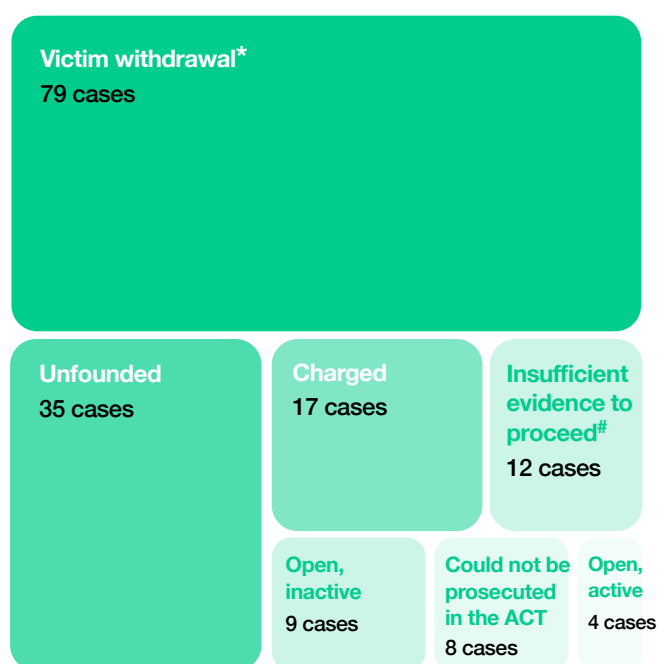 Victim withdrawal*
79 cases
Unfounded
35 cases
Charged
17 cases
Insufficient
evidence to
proceed#
12 cases
Open,
inactive
9 cases
Could not be
prosecuted
in the ACT
8 cases
Open,
active
4 cases